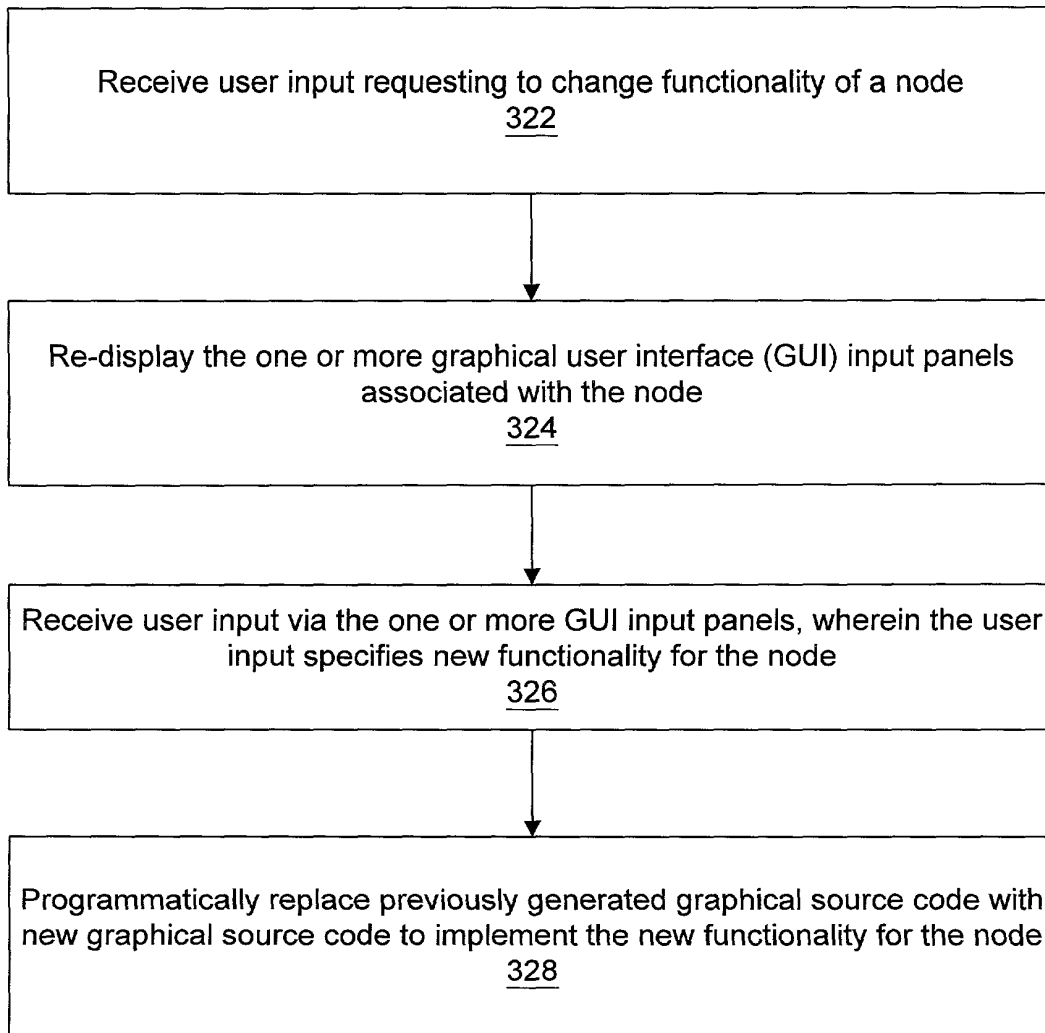 Receive user input requesting to change functionality of a node
322
Re-display the one or more graphical user interface (GUI) input panels
associated with the node
324
Receive user input via the one or more GUI input panels, wherein the user
input specifies new functionality for the node
326
Programmatically replace previously generated graphical source code with
new graphical source code to implement the new functionality for the node
328